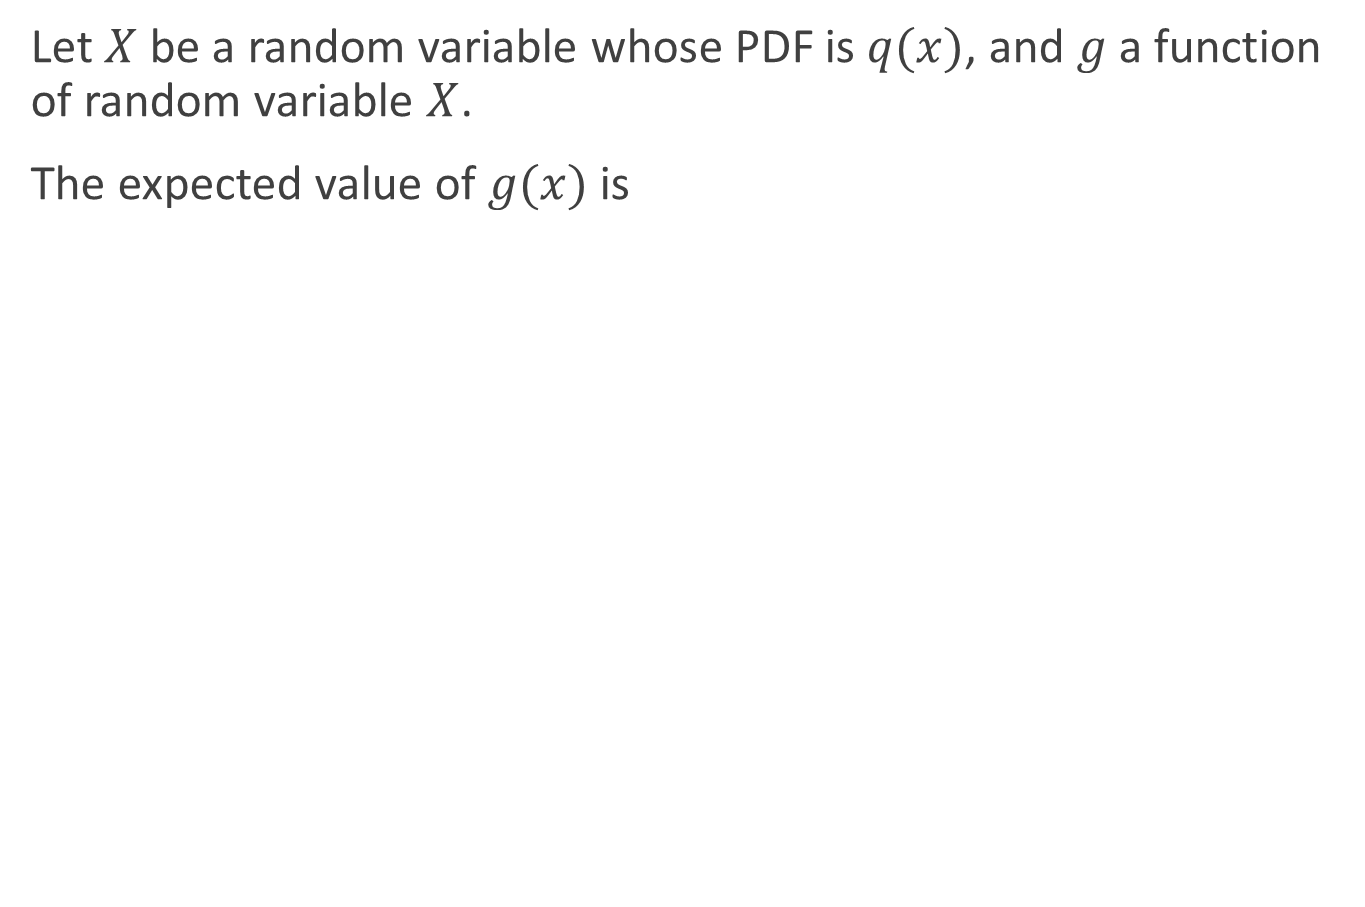 Let X be a random variable whose PDF is q(x), and g a function
of random variable X.
The expected value of g(x) is